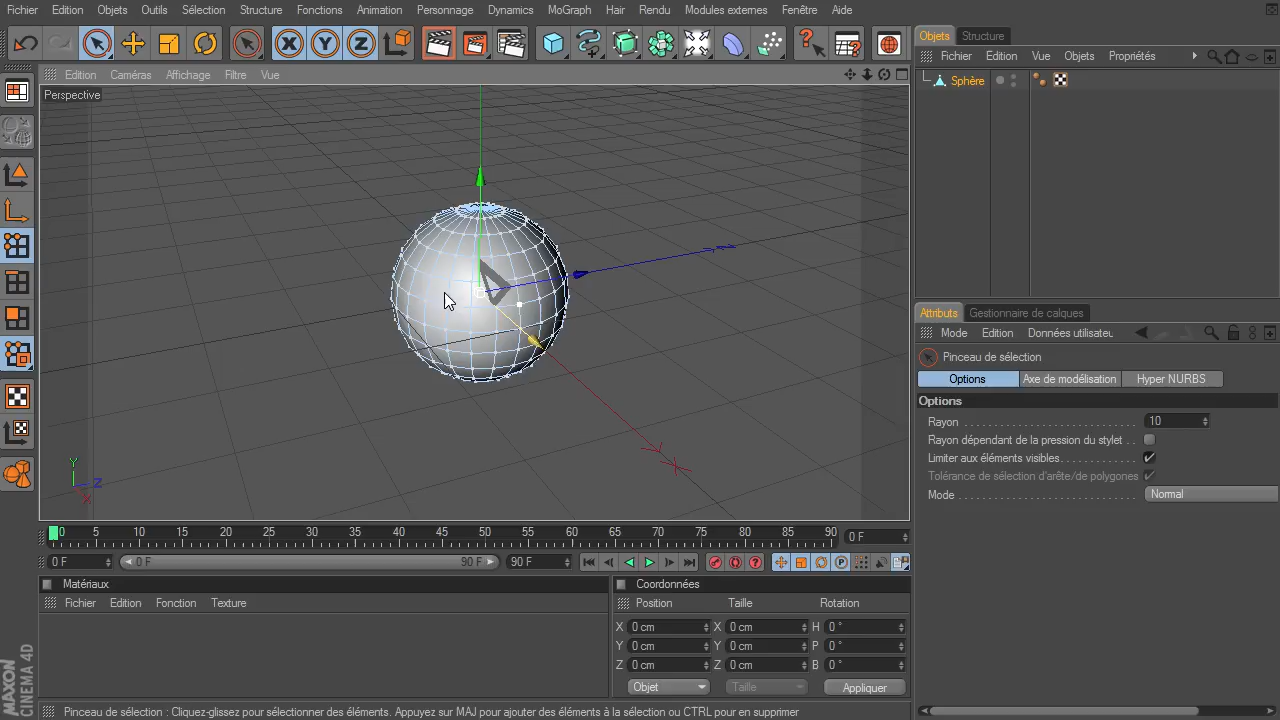 Fichier Edition Objets Outils Sélection Structure Fonctions Animation Personnage Dynamics MoGraph Hair Rendu Modules externes Fenêtre Aide
Objets Structure
Edition Caméras Affichage Filtre Vue
Fichier Edition Vue Objets Propriétés
Perspective
Sphère
Attributs Gestionnaire de calques
Mode Edition Données utilisateu
Pinceau de sélection
Options Axe de modélisation Hyper NURBS
Options
Rayon 10
Rayon dépendant de la pression du stylet
Limiter aux éléments visibles
Tolérance de sélection d'arête/de polygones
Mode Normal
Y
Z
X
0 5 10 15 20 25 30 35 40 45 50 55 60 65 70 75 80 85 90 0 F
0 F 0 F 90 F 90 F
Matériaux
Coordonnées
Fichier Edition Fonction Texture
Position Taille Rotation
X 0 cm X 0 cm H 0 °
Y 0 cm Y 0 cm P 0 °
Z 0 cm Z 0 cm B 0 °
Objet Taille Appliquer
MAXON
CINEMA 4D
Pinceau de sélection : Cliquez-glissez pour sélectionner des éléments. Appuyez sur MAJ pour ajouter des éléments à la sélection ou CTRL pour en supprimer